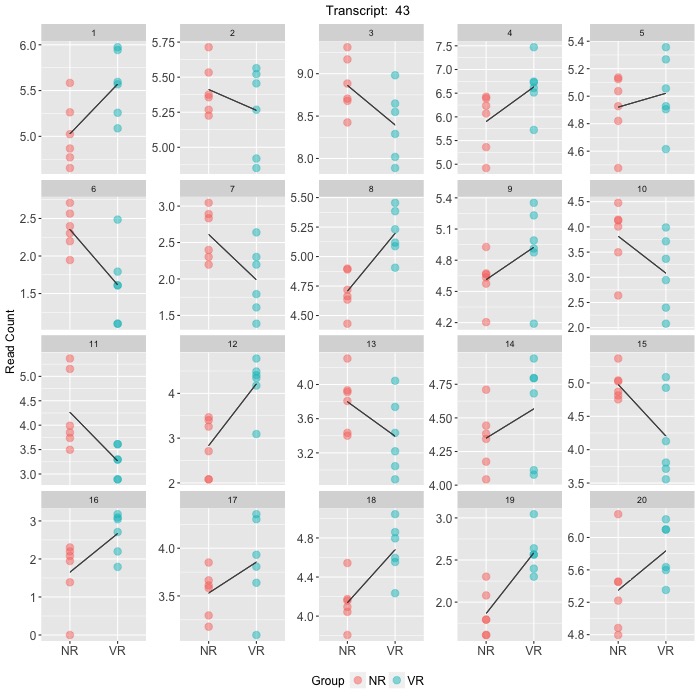 Transcript: 43
1 2 3 4 5
6.0 5.5 5.0
5.75 5.50 5.25 5.00
9.0 8.5 8.0
7.5 7.0 6.5 6.0 5.5 5.0
5.4 5.2 5.0 4.8 4.6
6 7 8 9 10
2.5 2.0 1.5
3.0 2.5 2.0 1.5
5.50 5.25 5.00 4.75 4.50
5.4 5.0 4.6 4.2
4.5 4.0 3.5 3.0 2.5 2.0
Read Count
11 12 13 14 15
5.0 4.5 4.0 3.5 3.0
4 3 2
4.0 3.6 3.2
4.75 4.50 4.25 4.00
5.0 4.5 4.0 3.5
16 17 18 19 20
3 2 1 0
4.0 3.5
4.8 4.4 4.0
3.0 2.5 2.0
6.0 5.6 5.2 4.8
NR VR NR VR NR VR NR VR NR VR
Group NR VR